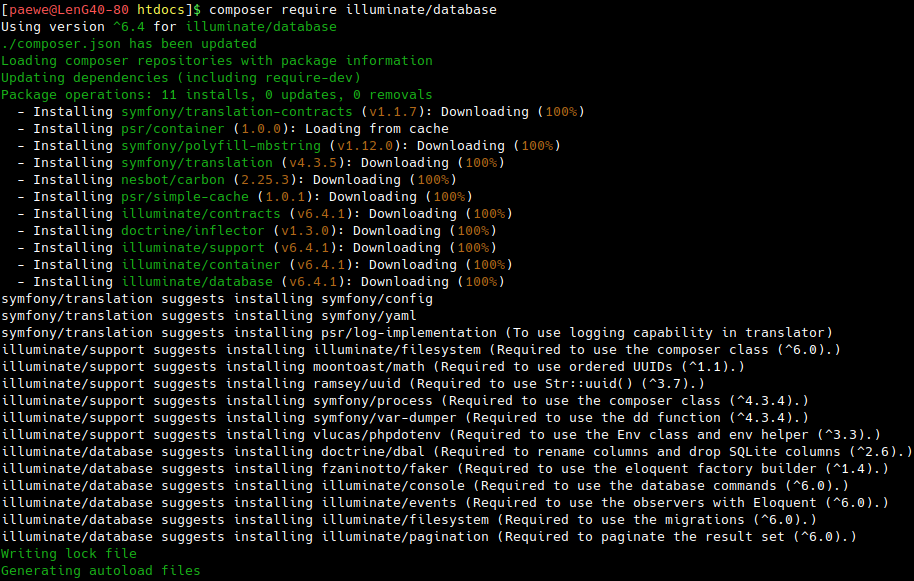 [paewe@LenG40-80 htdocs]$ composer require illuminate/database
Using version ^6.4 for illuminate/database
./composer.json has been updated
Loading composer repositories with package information
Updating dependencies (including require-dev)
Package operations: 11 installs, 0 updates, 0 removals
  - Installing symfony/translation-contracts (v1.1.7): Downloading (100%)
  - Installing psr/container (1.0.0): Loading from cache
  - Installing symfony/polyfill-mbstring (v1.12.0): Downloading (100%)
  - Installing symfony/translation (v4.3.5): Downloading (100%)
  - Installing nesbot/carbon (2.25.3): Downloading (100%)
  - Installing psr/simple-cache (1.0.1): Downloading (100%)
  - Installing illuminate/contracts (v6.4.1): Downloading (100%)
  - Installing doctrine/inflector (v1.3.0): Downloading (100%)
  - Installing illuminate/support (v6.4.1): Downloading (100%)
  - Installing illuminate/container (v6.4.1): Downloading (100%)
  - Installing illuminate/database (v6.4.1): Downloading (100%)
symfony/translation suggests installing symfony/config
symfony/translation suggests installing symfony/yaml
symfony/translation suggests installing psr/log-implementation (To use logging capability in translator)
illuminate/support suggests installing illuminate/filesystem (Required to use the composer class (^6.0).)
illuminate/support suggests installing moontoast/math (Required to use ordered UUIDs (^1.1).)
illuminate/support suggests installing ramsey/uuid (Required to use Str::uuid() (^3.7).)
illuminate/support suggests installing symfony/process (Required to use the composer class (^4.3.4).)
illuminate/support suggests installing symfony/var-dumper (Required to use the dd function (^4.3.4).)
illuminate/support suggests installing vlucas/phpdotenv (Required to use the Env class and env helper (^3.3).)
illuminate/database suggests installing doctrine/dbal (Required to rename columns and drop SQLite columns (^2.6).)
illuminate/database suggests installing fzaninotto/faker (Required to use the eloquent factory builder (^1.4).)
illuminate/database suggests installing illuminate/console (Required to use the database commands (^6.0).)
illuminate/database suggests installing illuminate/events (Required to use the observers with Eloquent (^6.0).)
illuminate/database suggests installing illuminate/filesystem (Required to use the migrations (^6.0).)
illuminate/database suggests installing illuminate/pagination (Required to paginate the result set (^6.0).)
Writing lock file
Generating autoload files